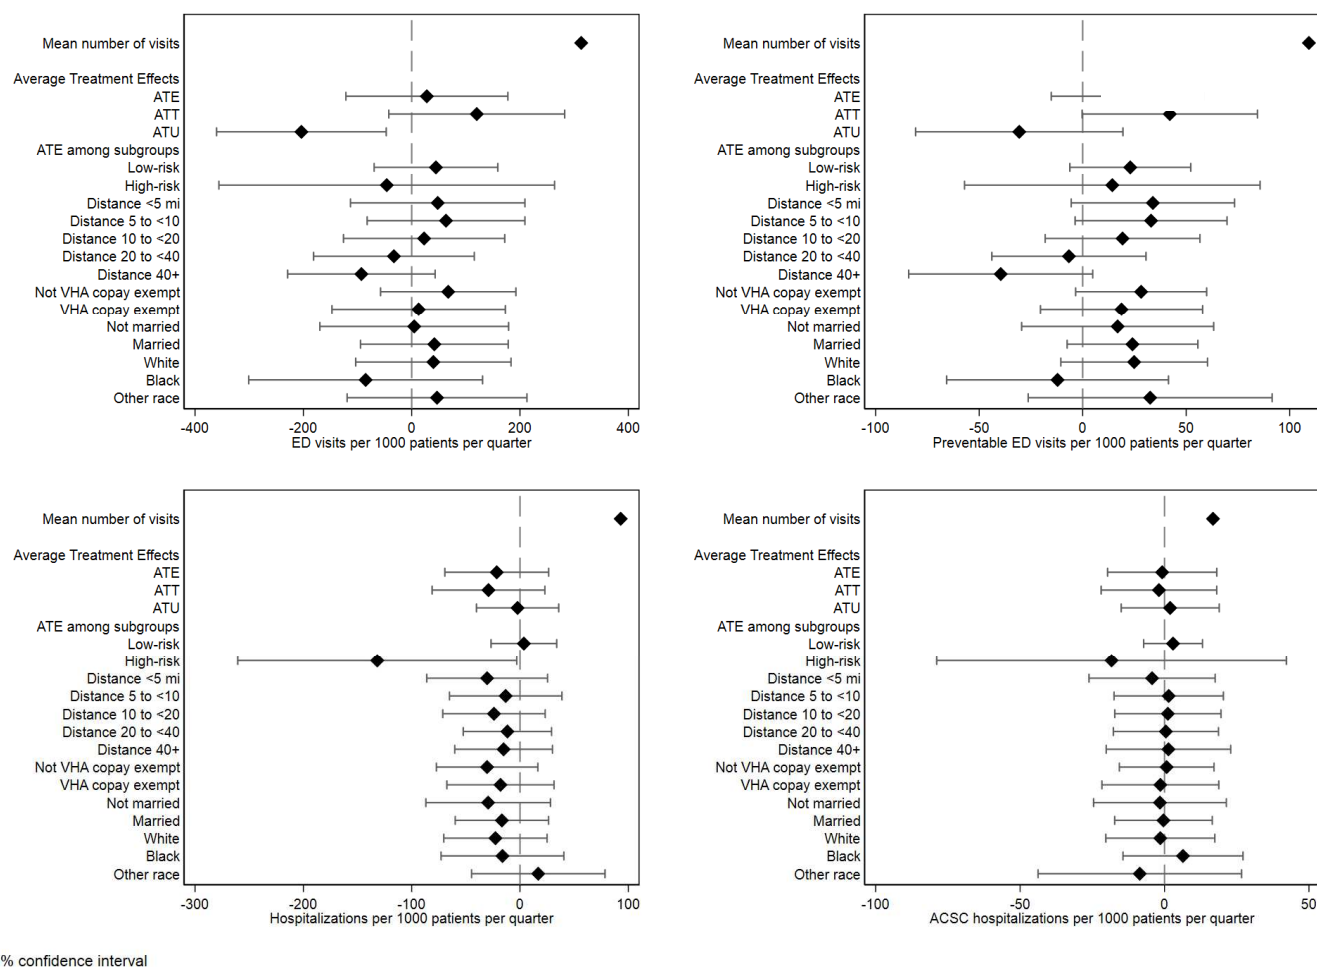 Mean number of visits
Average Treatment Effects
ATE
ATT
ATU
ATE among subgroups
Low-risk
High-risk
Distance <5 mi
Distance 5 to <10
Distance 10 to <20
Distance 20 to <40
Distance 40+
Not VHA copay exempt
VHA copay exempt
Not married
Married
White
Black
Other race
-400 -200 0 200 400
ED visits per 1000 patients per quarter
Mean number of visits
Average Treatment Effects
ATE
ATT
ATU
ATE among subgroups
Low-risk
High-risk
Distance <5 mi
Distance 5 to <10
Distance 10 to <20
Distance 20 to <40
Distance 40+
Not VHA copay exempt
VHA copay exempt
Not married
Married
White
Black
Other race
-100 -50 0 50 100
Preventable ED visits per 1000 patients per quarter
Mean number of visits
Average Treatment Effects
ATE
ATT
ATU
ATE among subgroups
Low-risk
High-risk
Distance <5 mi
Distance 5 to <10
Distance 10 to <20
Distance 20 to <40
Distance 40+
Not VHA copay exempt
VHA copay exempt
Not married
Married
White
Black
Other race
-300 -200 -100 0 100
Hospitalizations per 1000 patients per quarter
Mean number of visits
Average Treatment Effects
ATE
ATT
ATU
ATE among subgroups
Low-risk
High-risk
Distance <5 mi
Distance 5 to <10
Distance 10 to <20
Distance 20 to <40
Distance 40+
Not VHA copay exempt
VHA copay exempt
Not married
Married
White
Black
Other race
-100 -50 0 50
ACSC hospitalizations per 1000 patients per quarter
% confidence interval